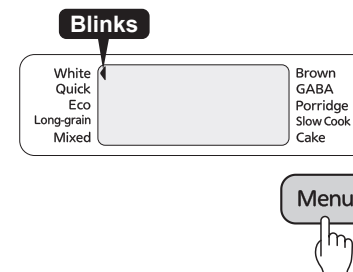 Blinks
White
Quick
Eco
Long-grain
Mixed
Brown
GABA
Porridge
Slow Cook
Cake
Menu